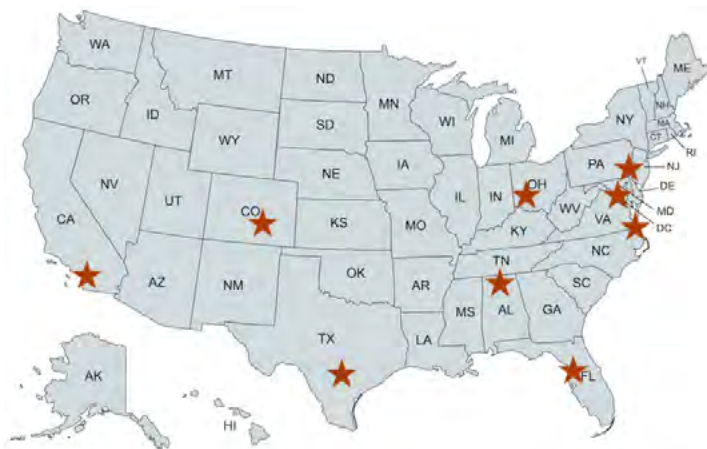 WA
MT
ND
MN
ME
VT
NH
OR
ID
SD
WI
MI
NY
MA
CT
RI
WY
IA
PA
NJ
NE
NV
UT
CO
IL
IN
OH
DE
MD
CA
KS
MO
WV
VA
DC
KY
AZ
NM
OK
AR
TN
NC
SC
MS
AL
GA
TX
LA
FL
AK
HI